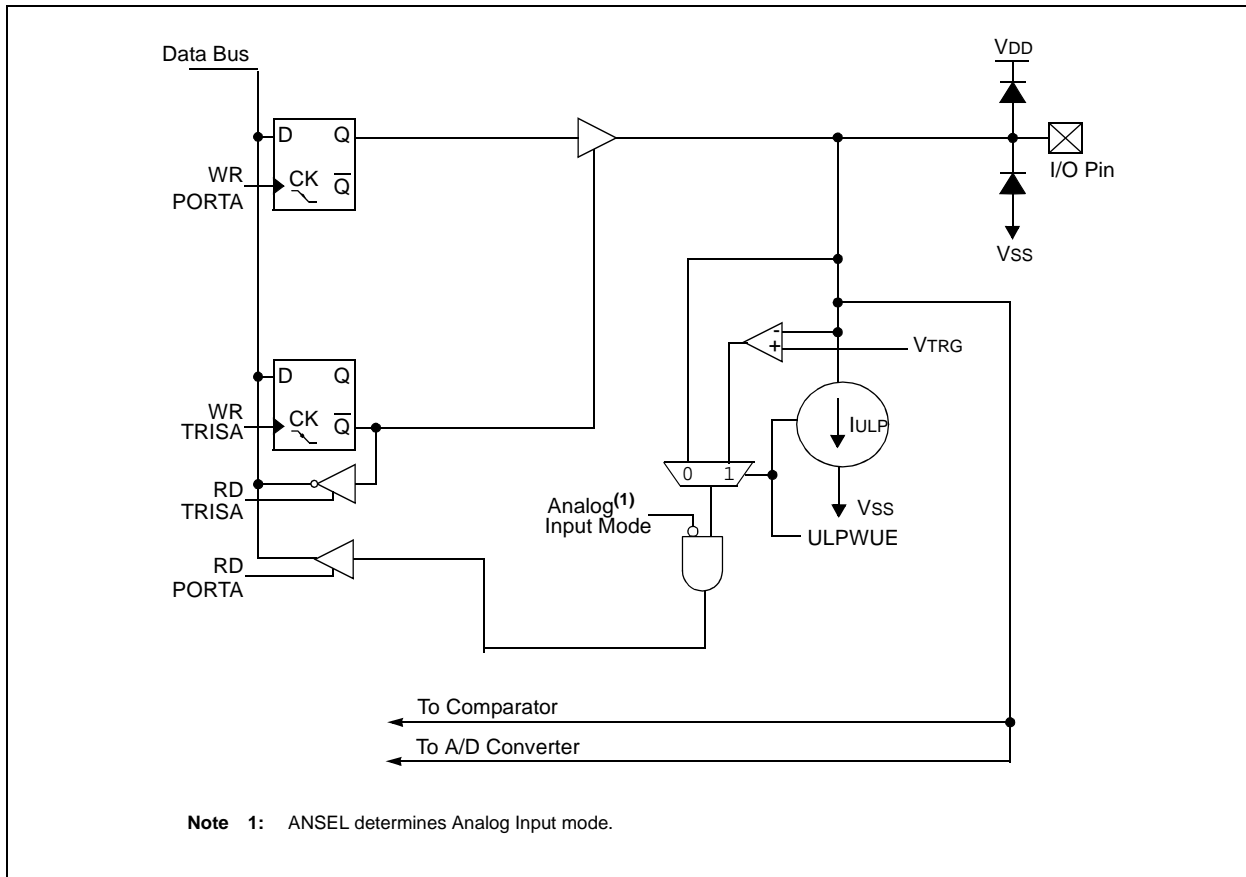 Data Bus
VDD
D Q
WR
PORTA
CK Q
I/O Pin
VSS
-
+
VTRG
D Q
WR
TRISA
CK Q
IULP
0 1
RD
TRISA
Analog(1)
Input Mode
VSS
ULPWUE
RD
PORTA
To Comparator
To A/D Converter
Note 1: ANSEL determines Analog Input mode.